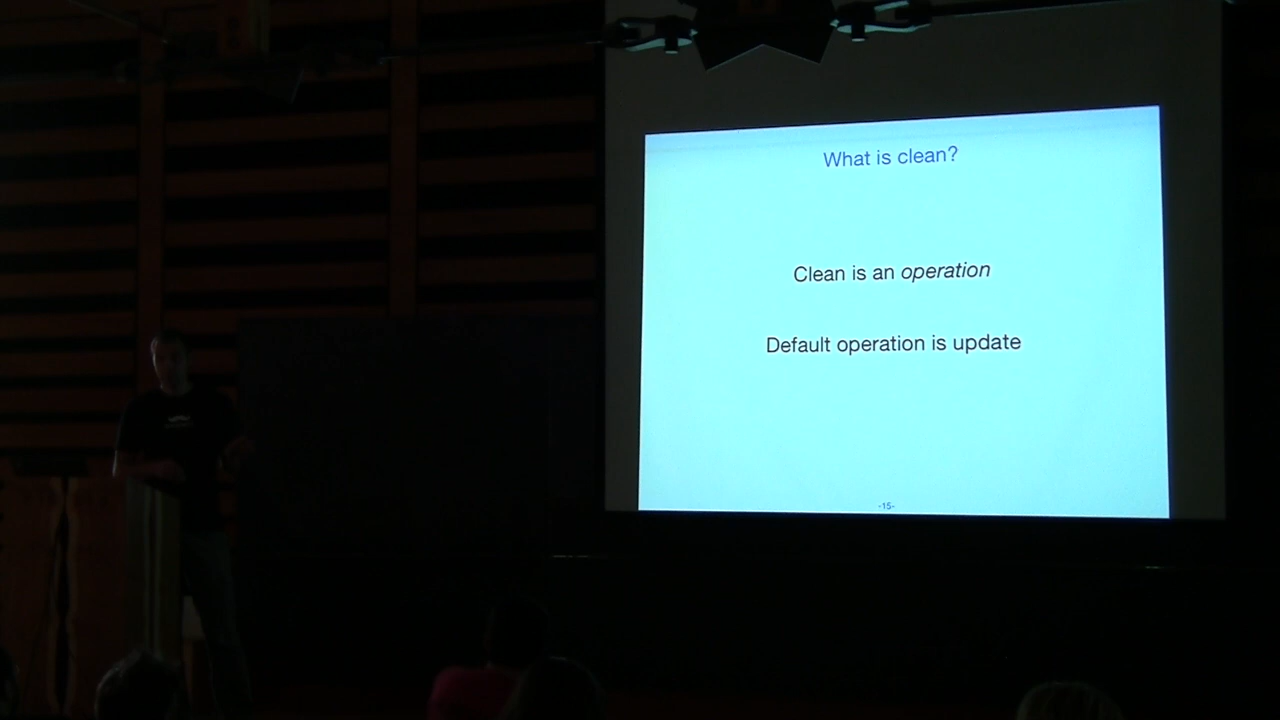 What is clean?
Clean is an operation
Default operation is update
-15-